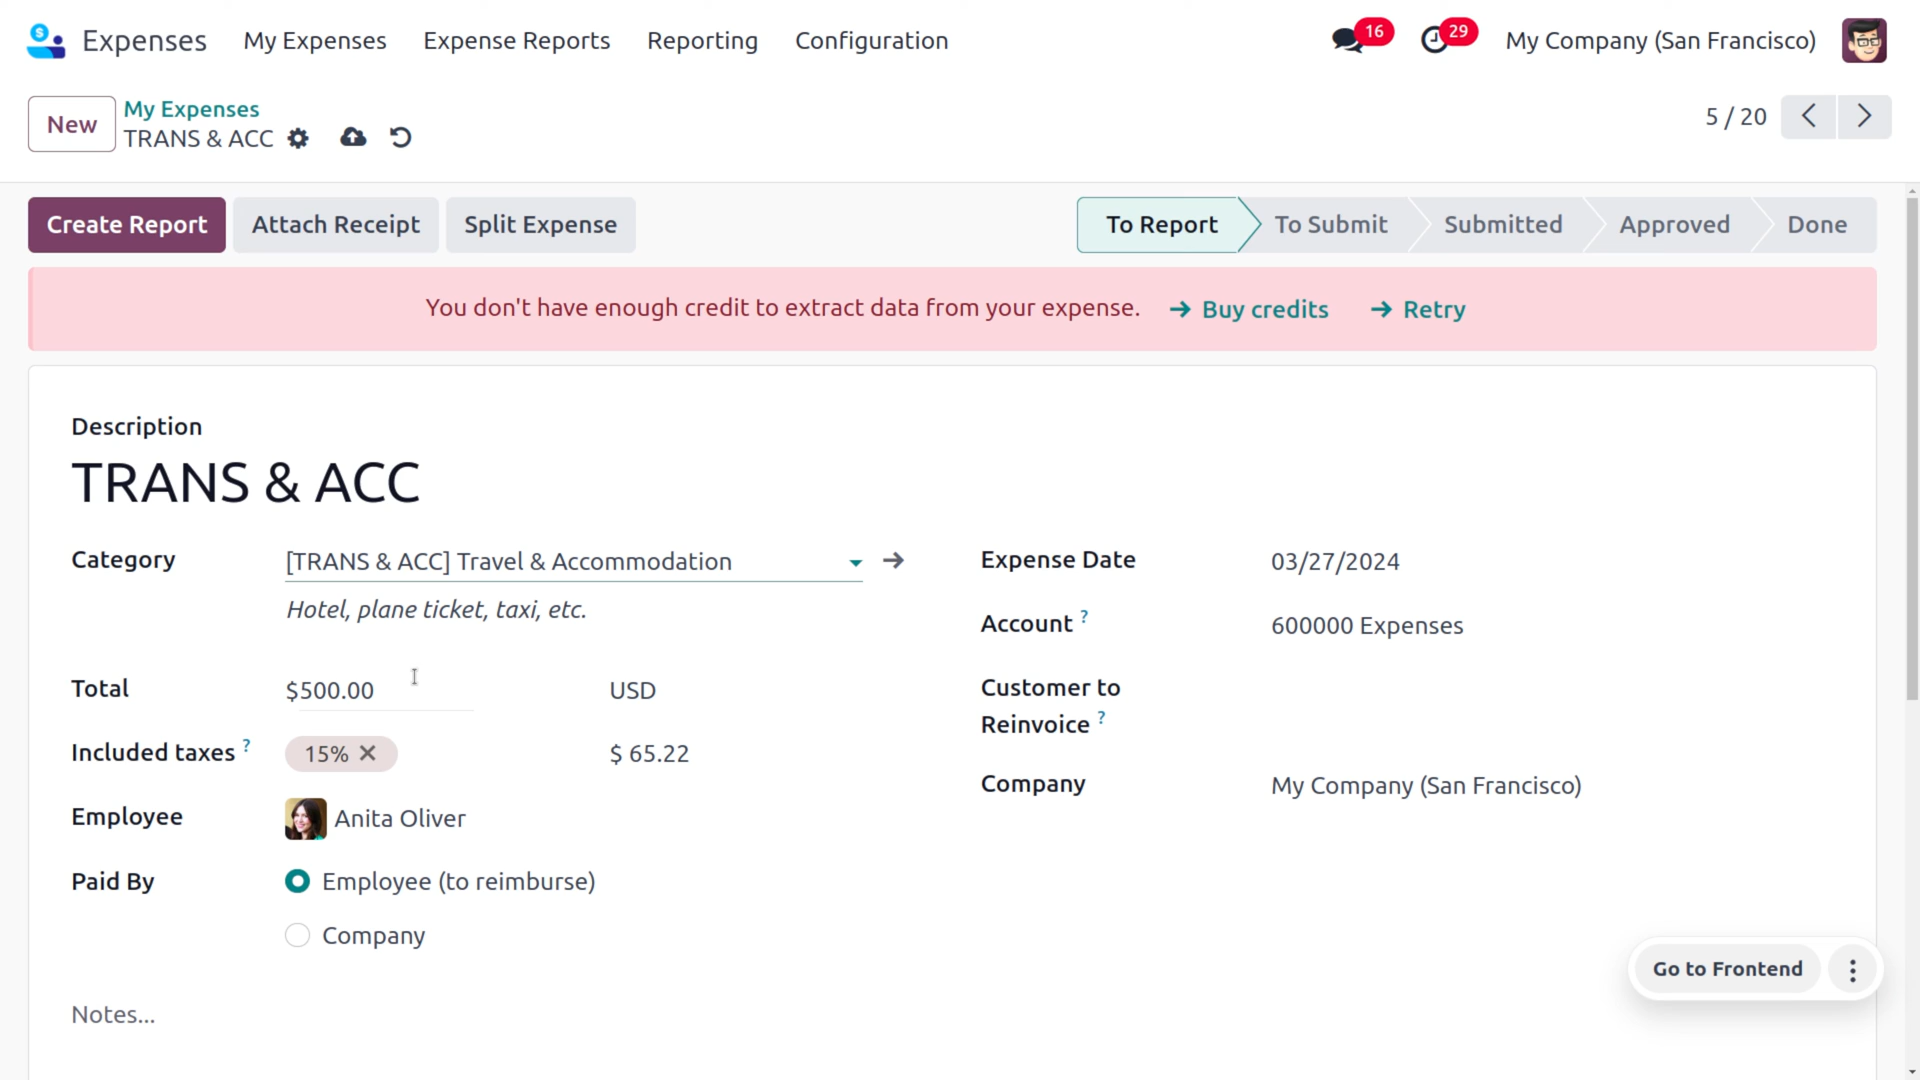 Expenses My Expenses Expense Reports Reporting Configuration 16 29 My Company (San Francisco)
New My Expenses
TRANS & ACC
5 / 20
Create Report Attach Receipt Split Expense To Report To Submit Submitted Approved Done
You don't have enough credit to extract data from your expense. → Buy credits → Retry
Description
TRANS & ACC
Category [TRANS & ACC] Travel & Accommodation →
Hotel, plane ticket, taxi, etc.
Expense Date 03/27/2024
Account ? 600000 Expenses
Total $500.00 USD
Customer to
Reinvoice ?
Included taxes ? 15% ✕ $ 65.22
Company My Company (San Francisco)
Employee Anita Oliver
Paid By Employee (to reimburse)
Company
Go to Frontend
Notes...